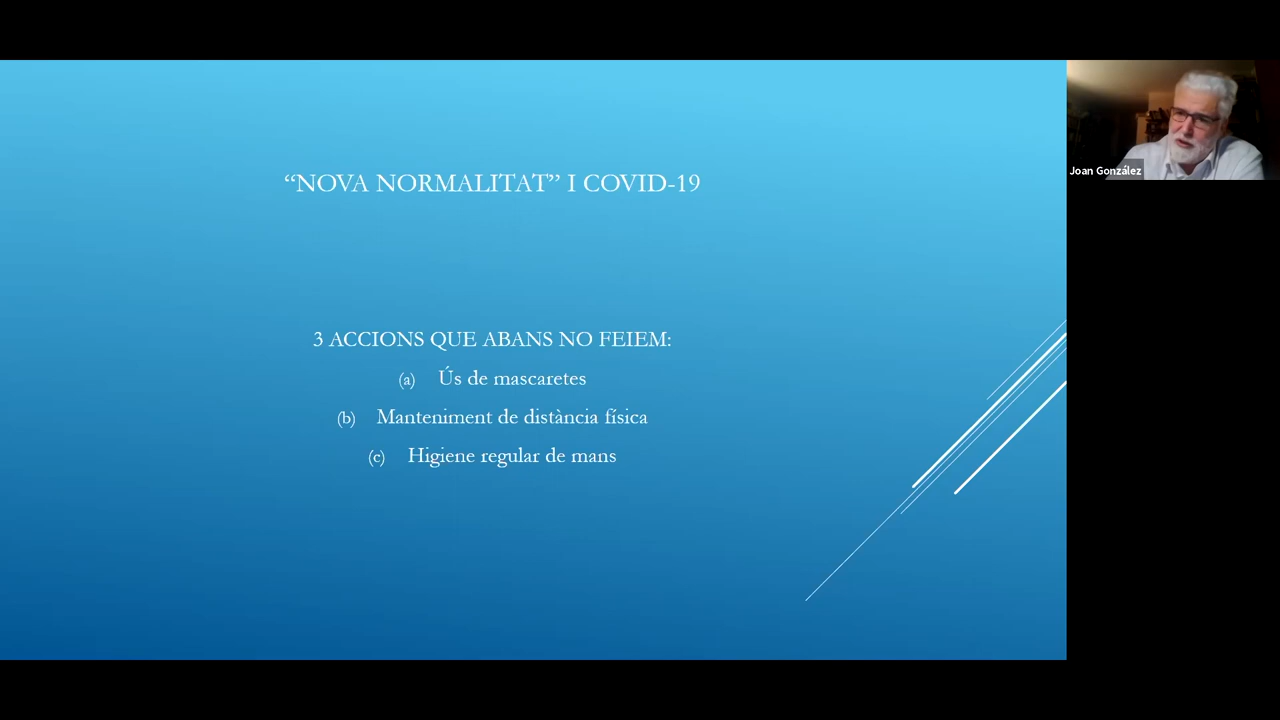 “NOVA NORMALITAT” I COVID-19
3 ACCIONS QUE ABANS NO FEIEM:
(a) Ús de mascaretes
(b) Manteniment de distància física
(c) Higiene regular de mans
Joan González